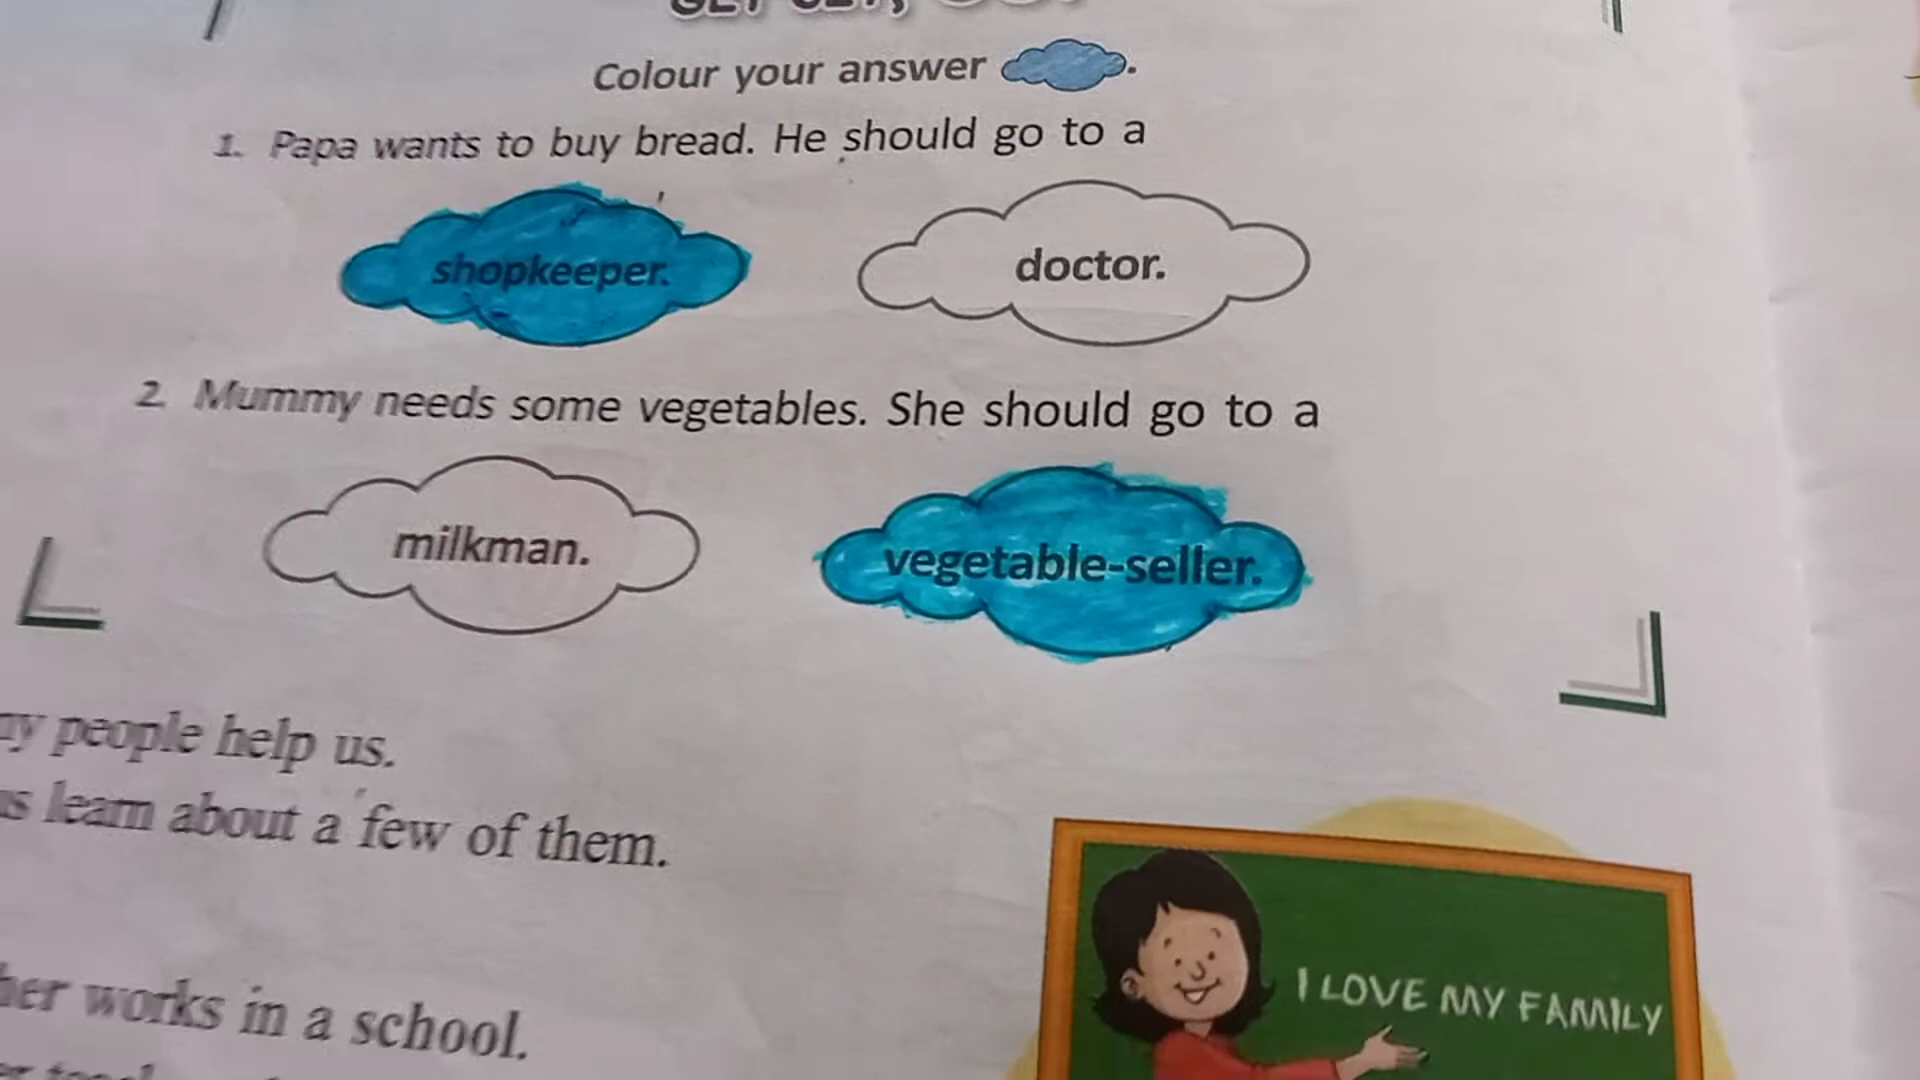 GET SET,
Colour your answer .
1. Papa wants to buy bread. He should go to a
shopkeeper. doctor.
2. Mummy needs some vegetables. She should go to a
milkman. vegetable-seller.
people help us.
learn about a few of them.
works in a school.
I LOVE MY FAMILY